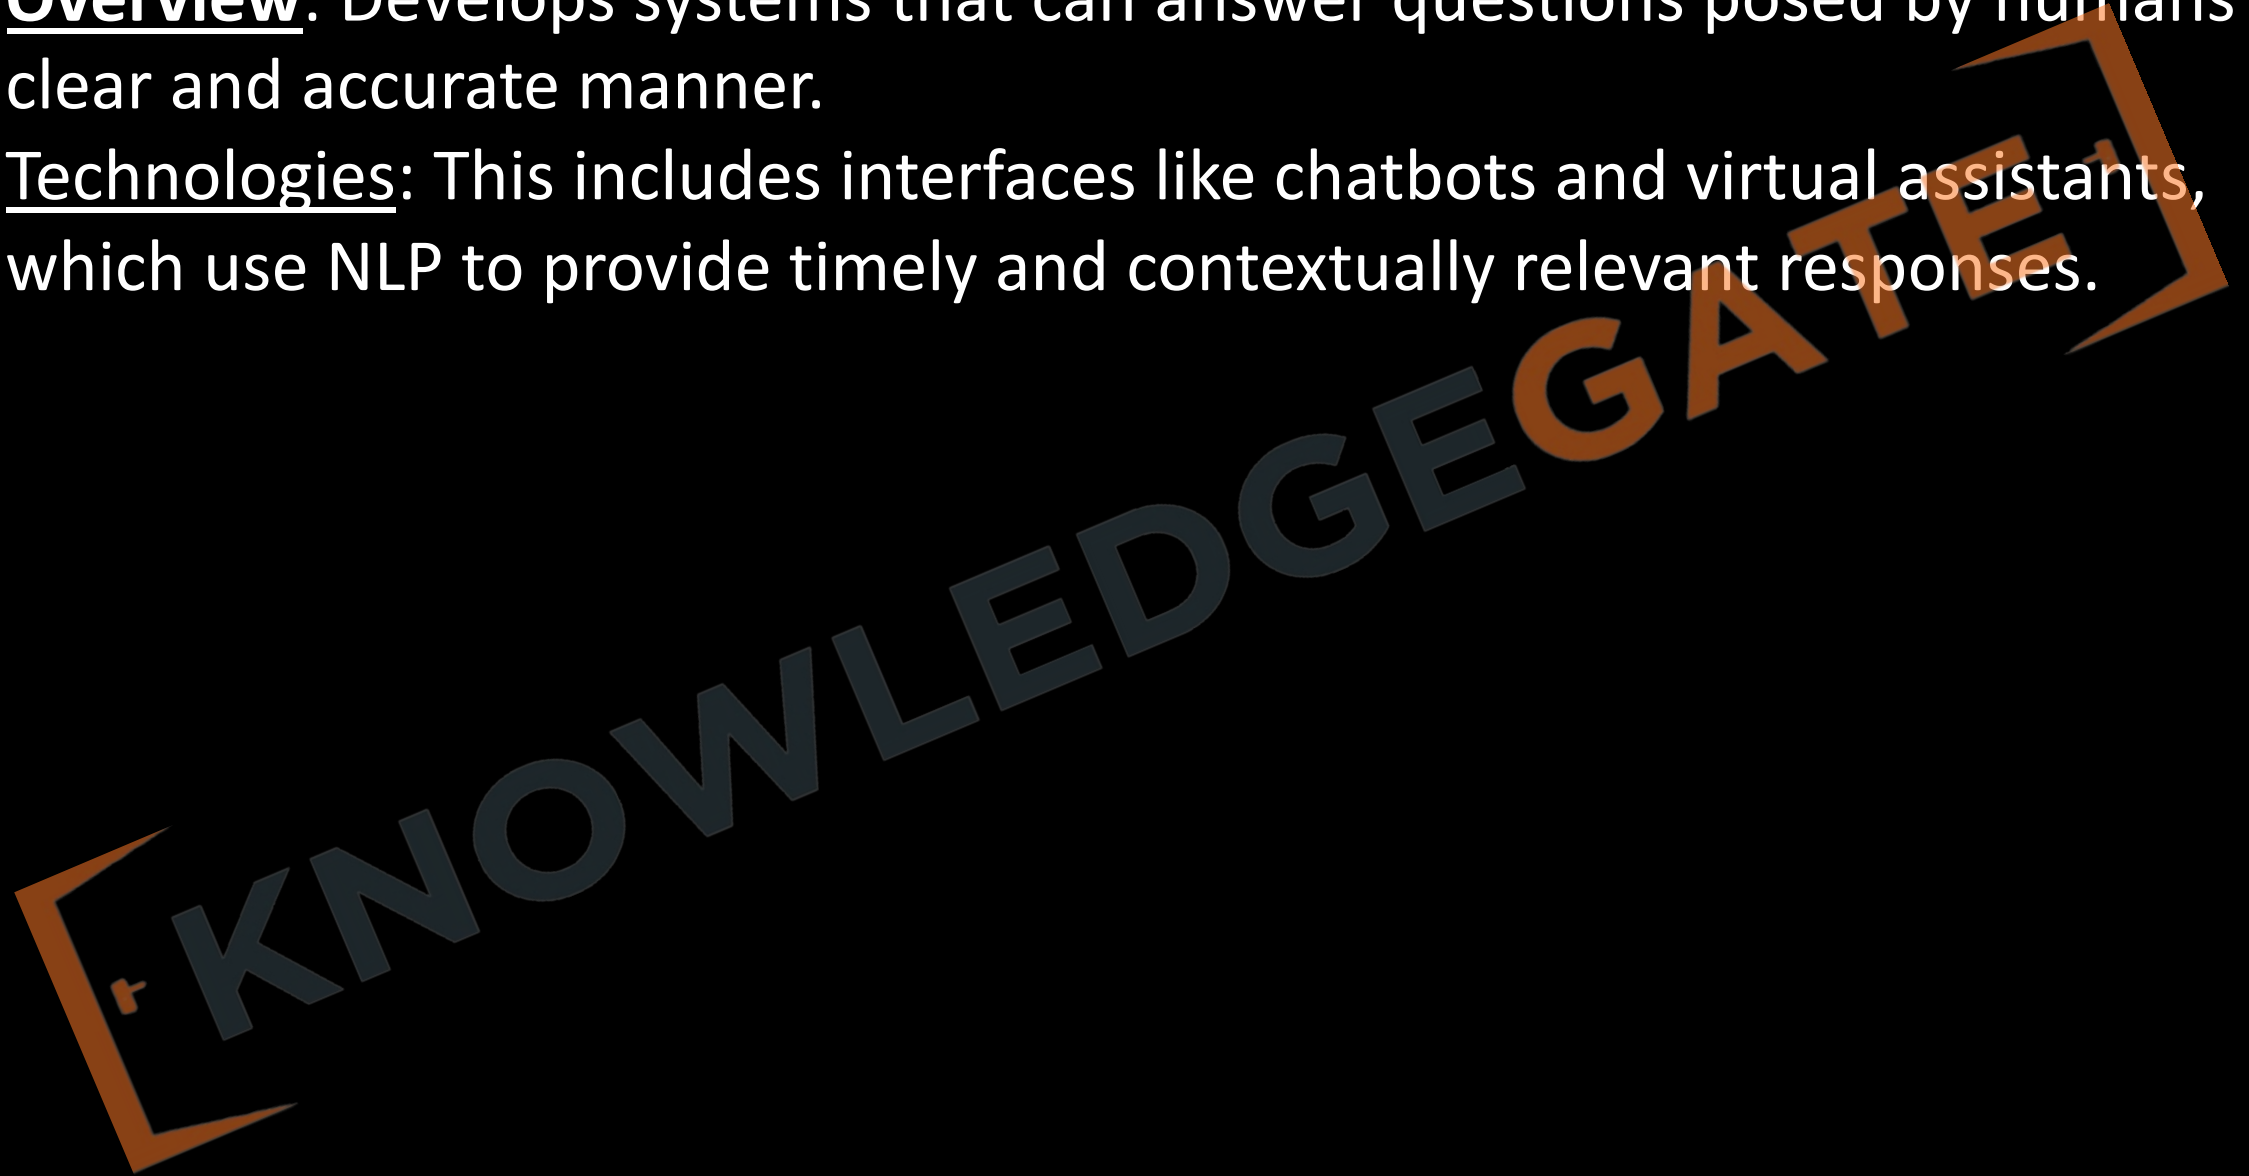 Overview: Develops systems that can answer questions posed by humans
clear and accurate manner.
Technologies: This includes interfaces like chatbots and virtual assistants,
which use NLP to provide timely and contextually relevant responses.
KNOWLEDGEGATE